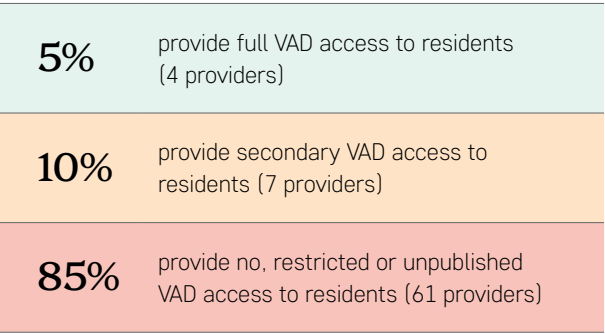 5%
provide full VAD access to residents
(4 providers)
10%
provide secondary VAD access to
residents (7 providers)
85%
provide no, restricted or unpublished
VAD access to residents (61 providers)